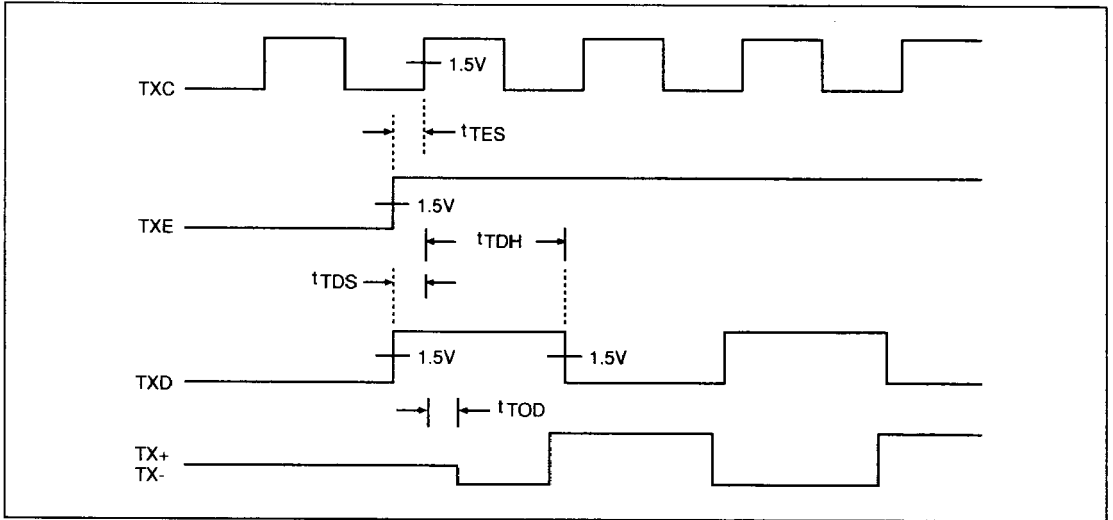 1.5V
TXC
tTES
1.5V
TXE
tTDH
tTDS
1.5V
1.5V
TXD
tTOD
TX+
TX-